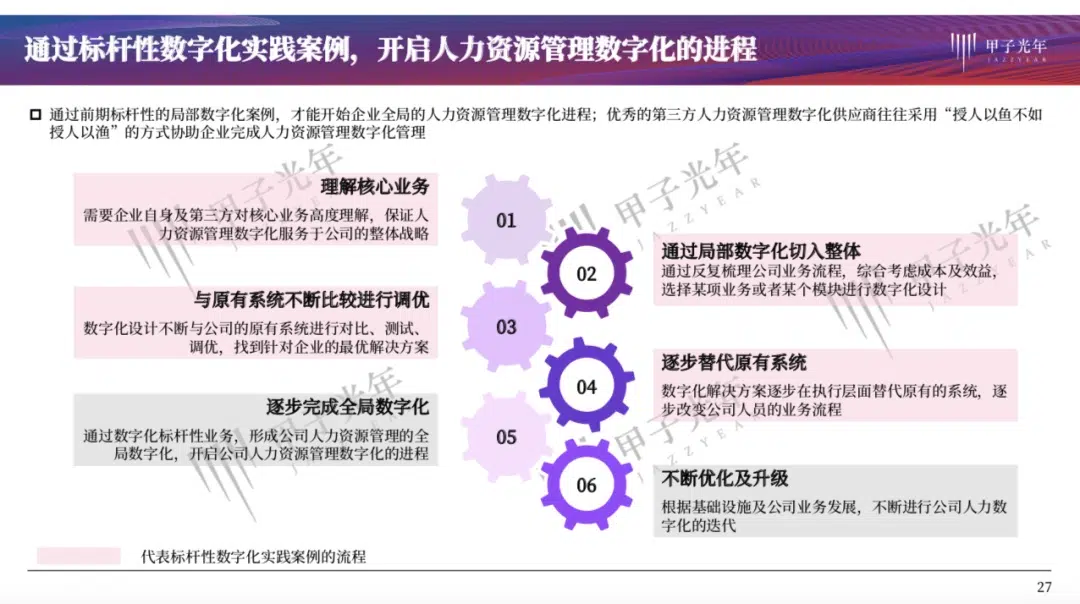 通过标杆性数字化实践案例，开启人力资源管理数字化的进程
甲子光年
JAZZYEAR
通过前期标杆性的局部数字化案例，才能开始企业全局的人力资源管理数字化进程；优秀的第三方人力资源管理数字化供应商往往采用“授人以鱼不如
授人以渔”的方式协助企业完成人力资源管理数字化管理
理解核心业务
需要企业自身及第三方对核心业务高度理解，保证人
力资源管理数字化服务于公司的整体战略
01
02
通过局部数字化切入整体
通过反复梳理公司业务流程，综合考虑成本及效益，
选择某项业务或者某个模块进行数字化设计
与原有系统不断比较进行调优
数字化设计不断与公司的原有系统进行对比、测试、
调优，找到针对企业的最优解决方案
03
04
逐步替代原有系统
数字化解决方案逐步在执行层面替代原有的系统，逐
步改变公司人员的业务流程
逐步完成全局数字化
通过数字化标杆性业务，形成公司人力资源管理的全
局数字化，开启公司人力资源管理数字化的进程
05
06
不断优化及升级
根据基础设施及公司业务发展，不断进行公司人力数
字化的迭代
代表标杆性数字化实践案例的流程
27
甲子光年
JAZZYEAR
甲子光年
JAZZYEAR
甲子光年
JAZZYEAR
甲子光年
JAZZYEAR
甲子光年
JAZZYEAR